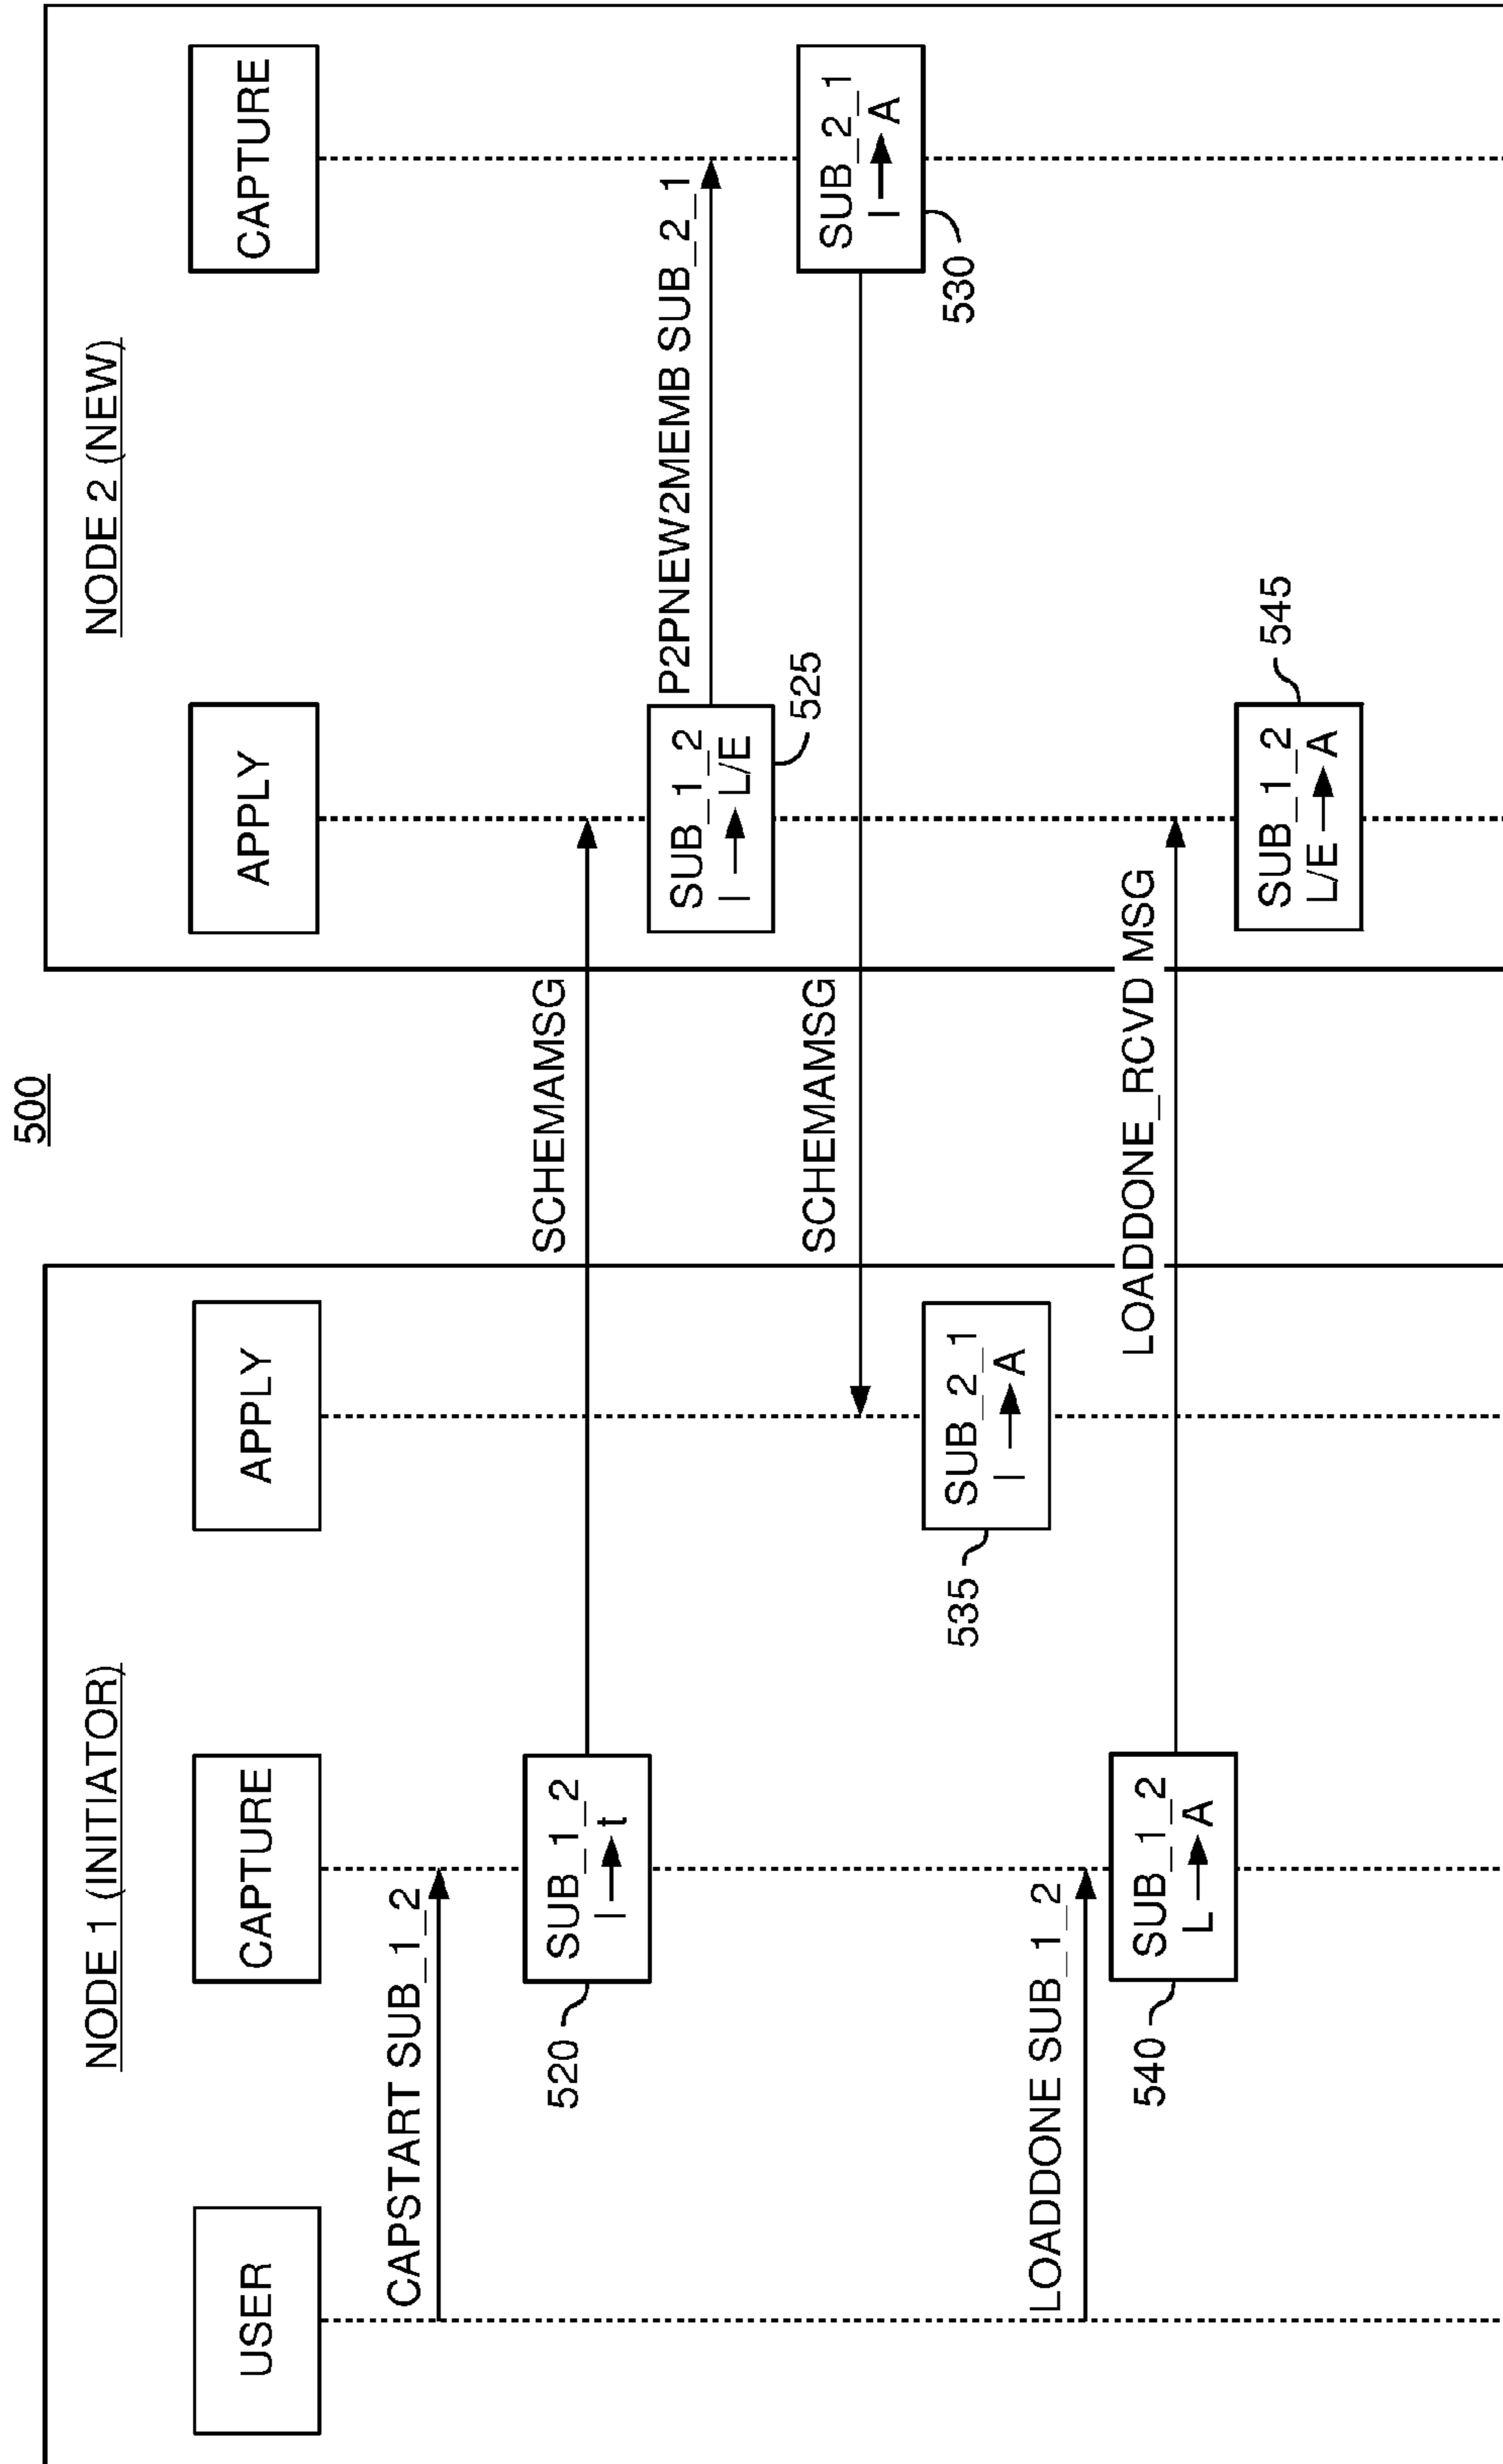 500
NODE 1 (INITIATOR)
NODE 2 (NEW)
USER
CAPTURE
APPLY
APPLY
CAPTURE
CAPSTART SUB_1_2
520
SUB_1_2
I → t
SCHEMAMSG
SUB_1_2
I → L/E
525
P2PNEW2MEMB SUB_2_1
SUB_2_1
I → A
530
SCHEMAMSG
535
SUB_2_1
I → A
LOADDONE SUB_1_2
540
SUB_1_2
L → A
LOADDONE_RCVD MSG
SUB_1_2
L/E → A
545